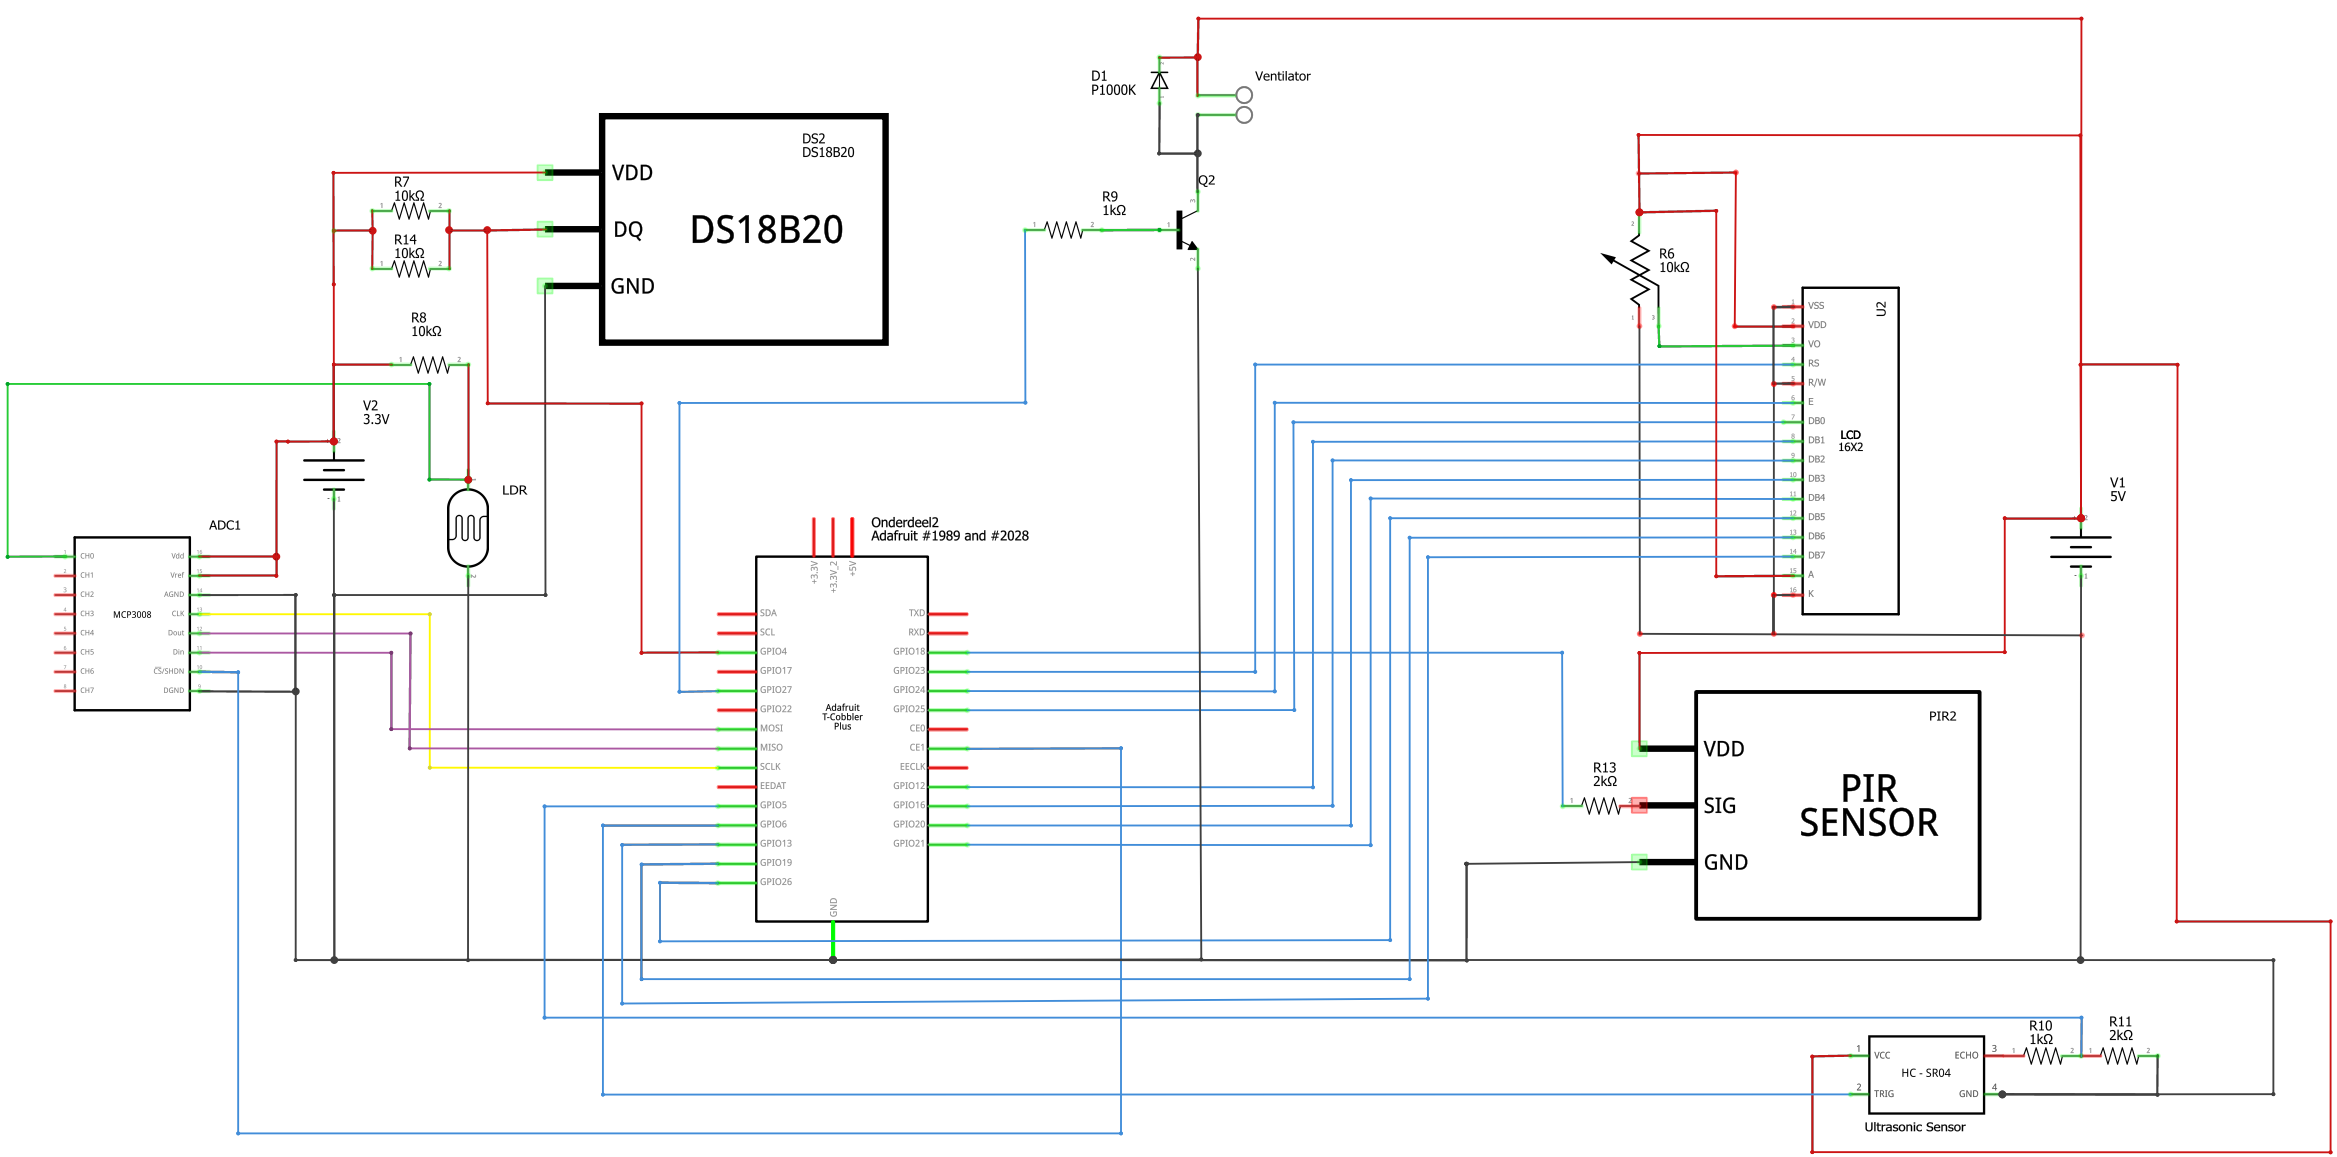 D1
P1000K
Ventilator
DS2
DS18B20
VDD
DQ
GND
DS18B20
R7
10kΩ
R14
10kΩ
R8
10kΩ
Q2
R9
1kΩ
R6
10kΩ
U2
VSS
VDD
VO
RS
R/W
E
DB0
DB1
DB2
DB3
DB4
DB5
DB6
DB7
A
K
LCD
16X2
V2
3.3V
LDR
V1
5V
ADC1
MCP3008
CH0
CH1
CH2
CH3
CH4
CH5
CH6
CH7
Vdd
Vref
AGND
CLK
Dout
Din
CS/SHDN
DGND
Onderdeel2
Adafruit #1989 and #2028
+3.3V
+3.3V_2
+5V
SDA
SCL
GPIO4
GPIO17
GPIO27
GPIO22
MOSI
MISO
SCLK
EEDAT
GPIO5
GPIO6
GPIO13
GPIO19
GPIO26
Adafruit
T-Cobbler
Plus
TXD
RXD
GPIO18
GPIO23
GPIO24
GPIO25
CE0
CE1
EECLK
GPIO12
GPIO16
GPIO20
GPIO21
GND
PIR2
VDD
SIG
GND
PIR
SENSOR
R13
2kΩ
R10
1kΩ
R11
2kΩ
1
VCC
2
TRIG
ECHO
3
GND
4
HC - SR04
Ultrasonic Sensor